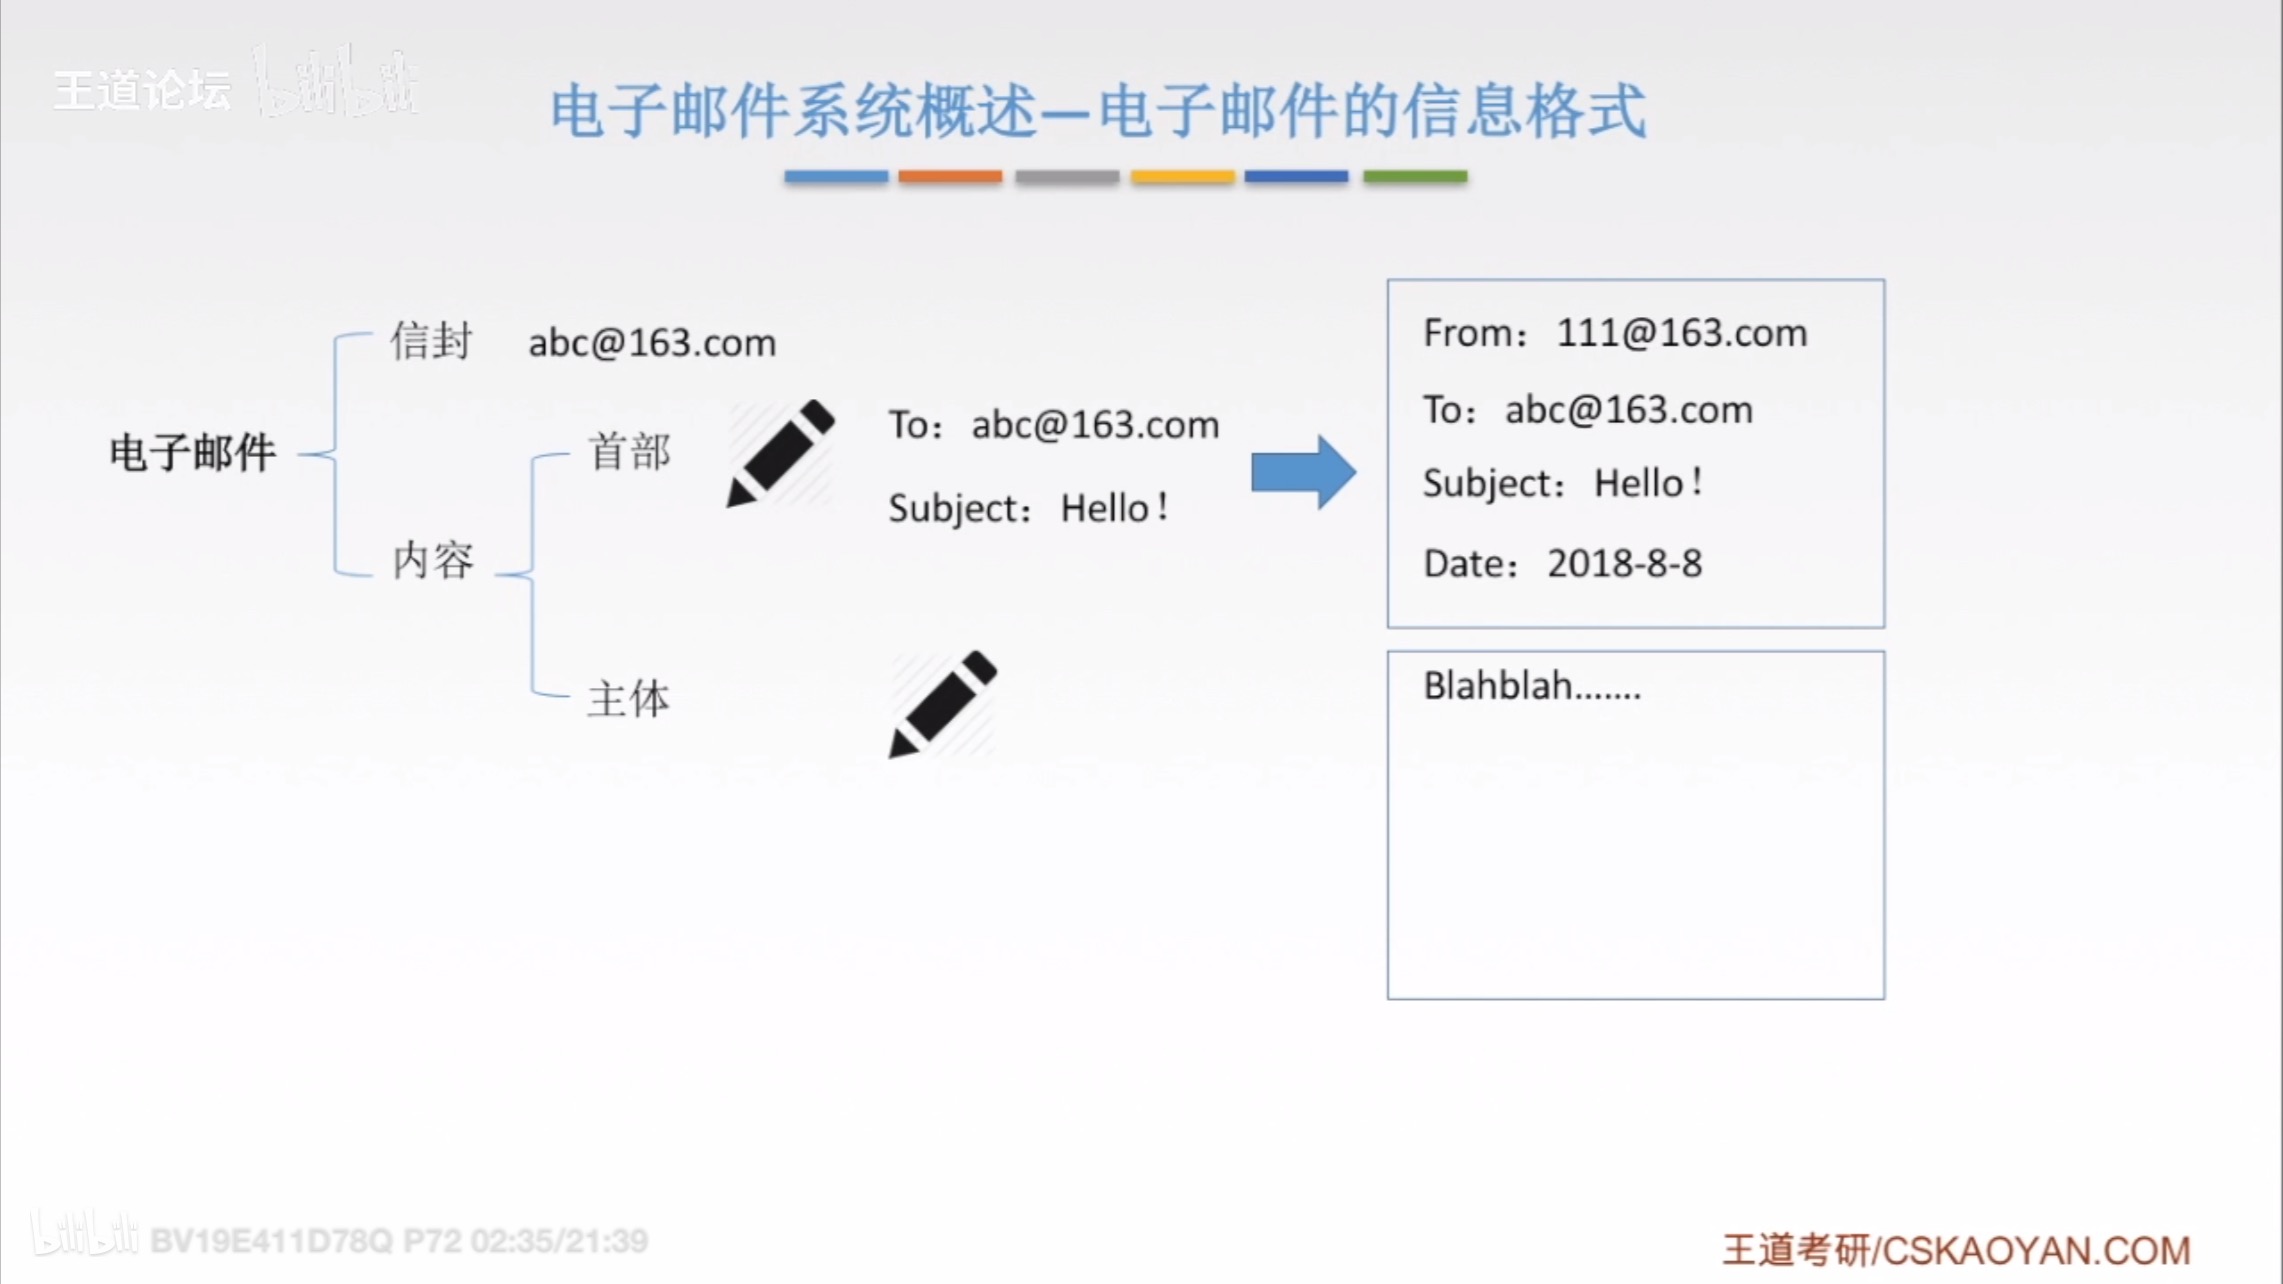 王道论坛 bilibili
电子邮件系统概述—电子邮件的信息格式
电子邮件
信封 abc@163.com
内容
首部
To：abc@163.com
Subject：Hello！
主体
From：111@163.com
To：abc@163.com
Subject：Hello！
Date：2018-8-8
Blahblah.......
bilibili BV19E411D78Q P72 02:35/21:39
王道考研/CSKAOYAN.COM